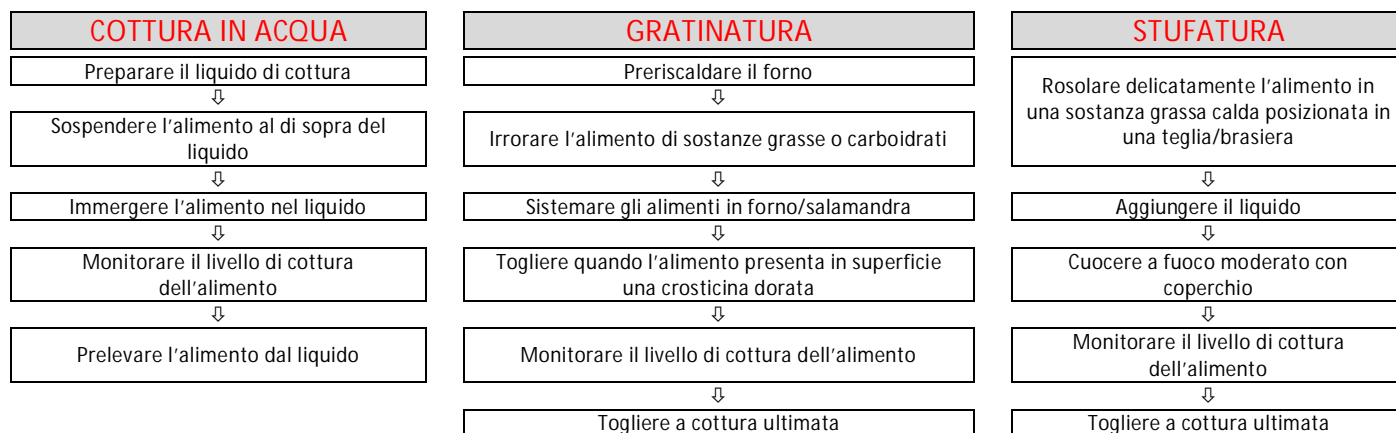 COTTURA IN ACQUA
Preparare il liquido di cottura
⇩
Sospendere l'alimento al di sopra del
liquido
⇩
Immergere l'alimento nel liquido
⇩
Monitorare il livello di cottura
dell'alimento
⇩
Prelevare l'alimento dal liquido
GRATINATURA
Preriscaldare il forno
⇩
Irrorare l'alimento di sostanze grasse o carboidrati
⇩
Sistemare gli alimenti in forno/salamandra
⇩
Togliere quando l'alimento presenta in superficie
una crosticina dorata
⇩
Monitorare il livello di cottura dell'alimento
⇩
Togliere a cottura ultimata
STUFATURA
Rosolare delicatamente l'alimento in
una sostanza grassa calda posizionata in
una teglia/brasiera
⇩
Aggiungere il liquido
⇩
Cuocere a fuoco moderato con
coperchio
⇩
Monitorare il livello di cottura
dell'alimento
⇩
Togliere a cottura ultimata